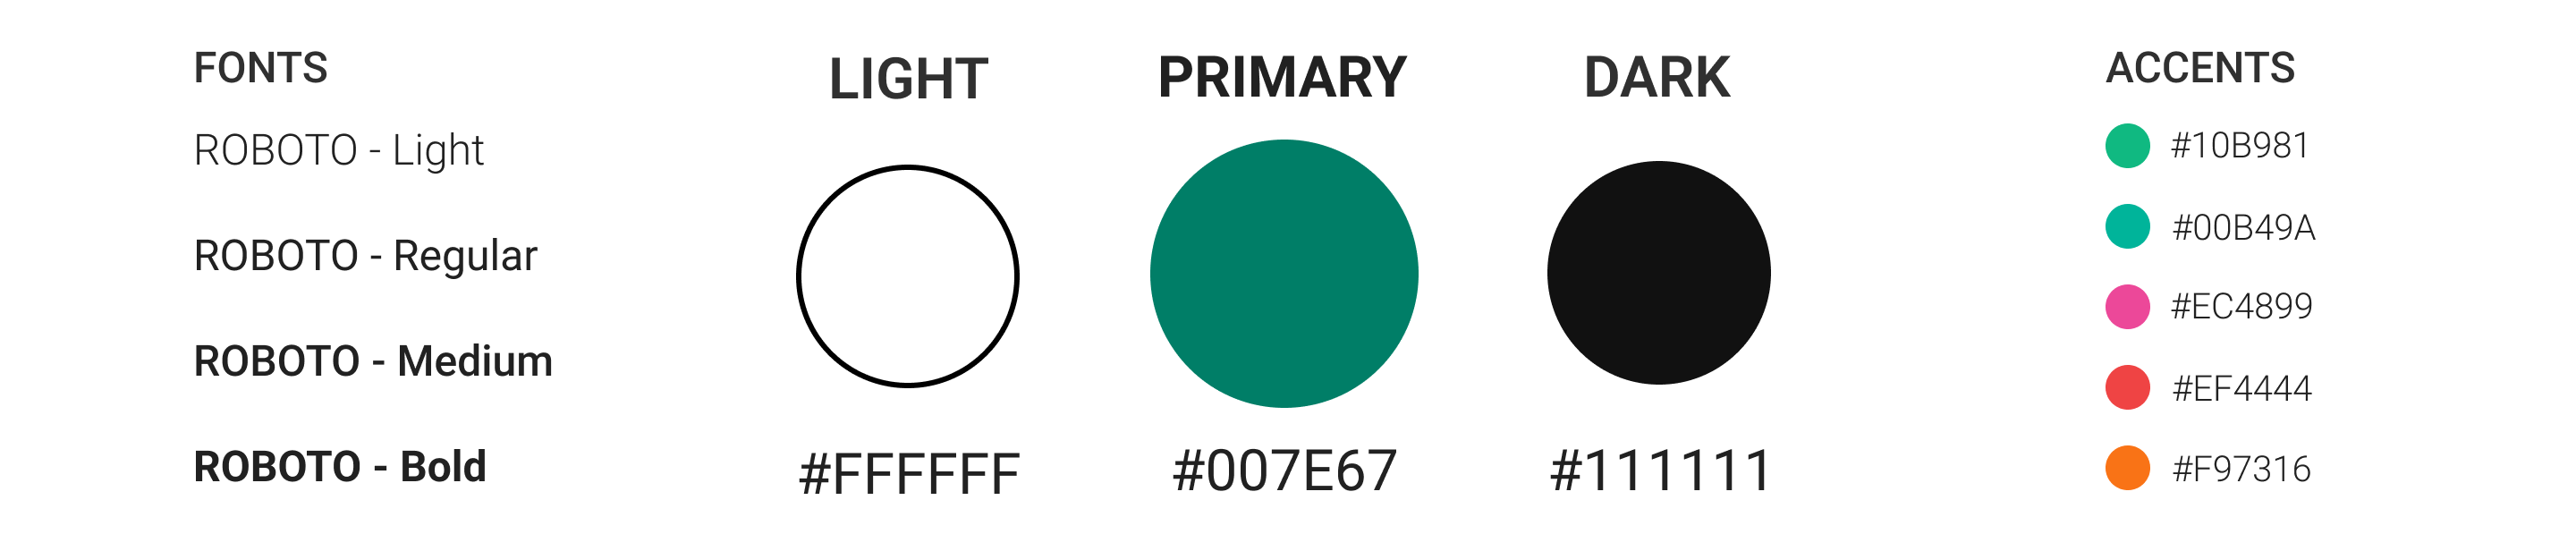 FONTS
ROBOTO - Light
ROBOTO - Regular
ROBOTO - Medium
ROBOTO - Bold
LIGHT
#FFFFFF
PRIMARY
#007E67
DARK
#111111
ACCENTS
#10B981
#00B49A
#EC4899
#EF4444
#F97316